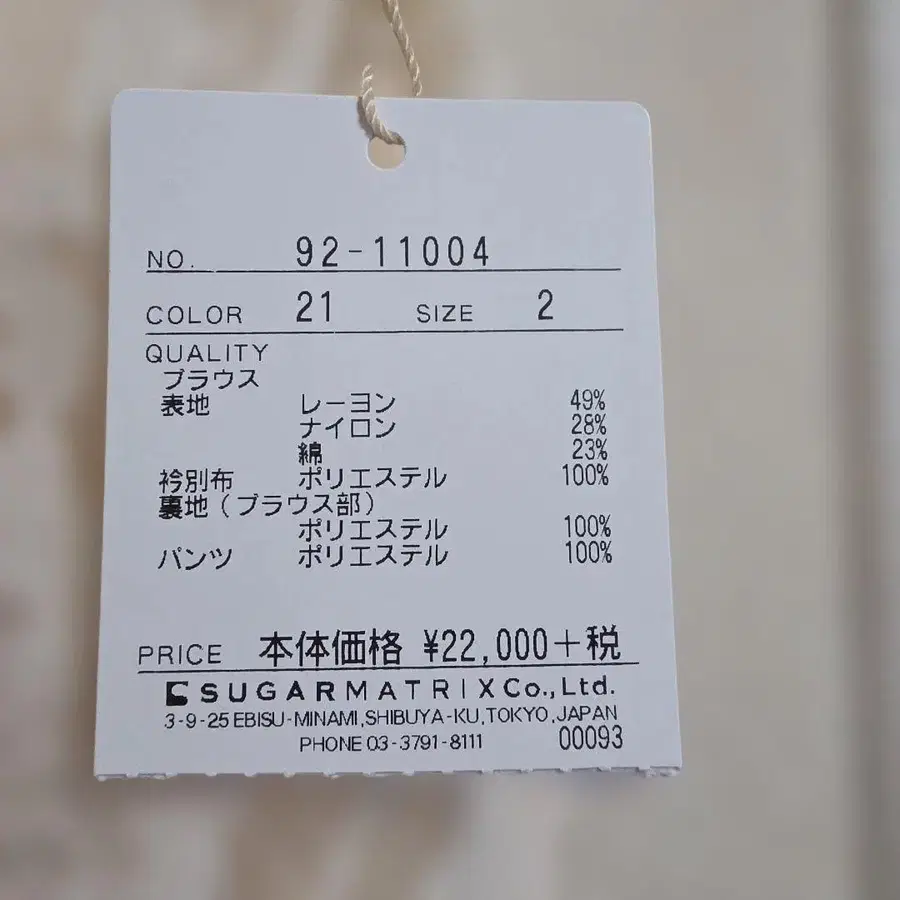 NO. 92-11004
COLOR 21 SIZE 2
QUALITY
ブラウス
表地 レーヨン 49%
ナイロン 28%
綿 23%
衿別布 ポリエステル 100%
裏地(ブラウス部)
ポリエステル 100%
パンツ ポリエステル 100%
PRICE 本体価格 ¥22,000+税
SUGARMATRIX Co.,Ltd.
3-9-25 EBISU-MINAMI,SHIBUYA-KU,TOKYO,JAPAN
PHONE 03-3791-8111 00093